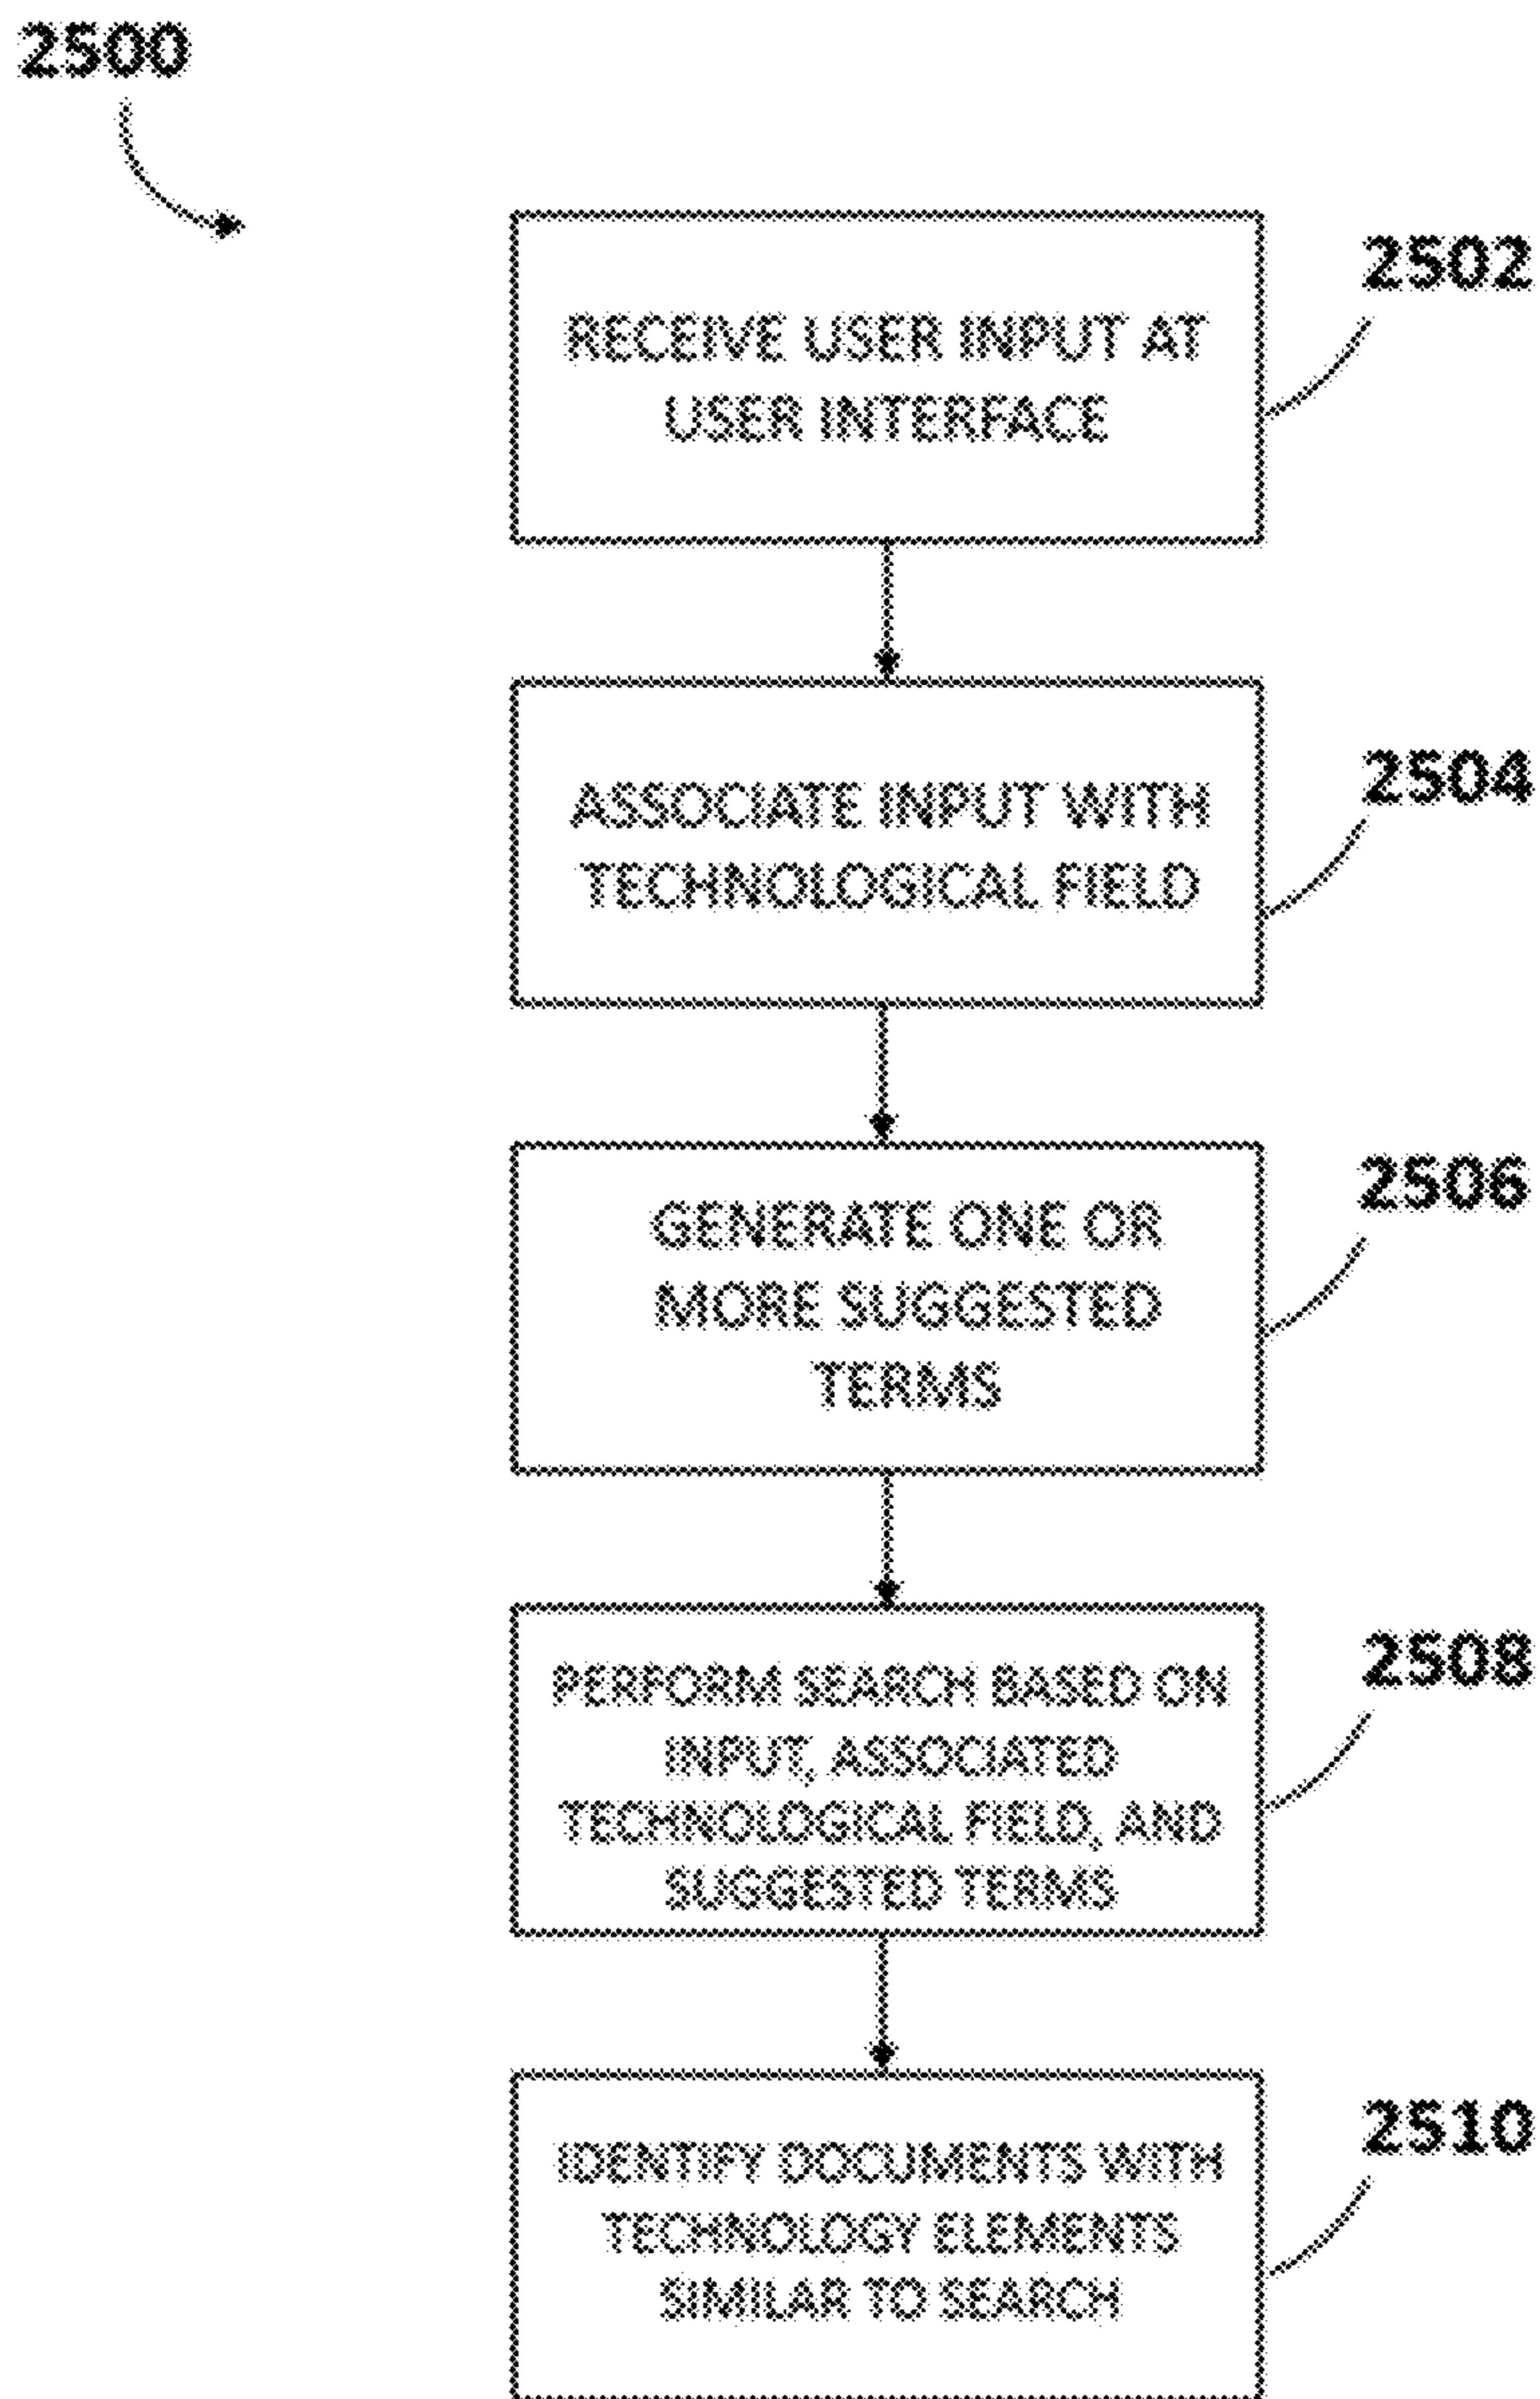 2500
2502
RECEIVE USER INPUT AT
USER INTERFACE
2504
ASSOCIATE INPUT WITH
TECHNOLOGICAL FIELD
2506
GENERATE ONE OR
MORE SUGGESTED
TERMS
2508
PERFORM SEARCH BASED ON
INPUT, ASSOCIATED
TECHNOLOGICAL FIELD, AND
SUGGESTED TERMS
2510
IDENTIFY DOCUMENTS WITH
TECHNOLOGY ELEMENTS
SIMILAR TO SEARCH